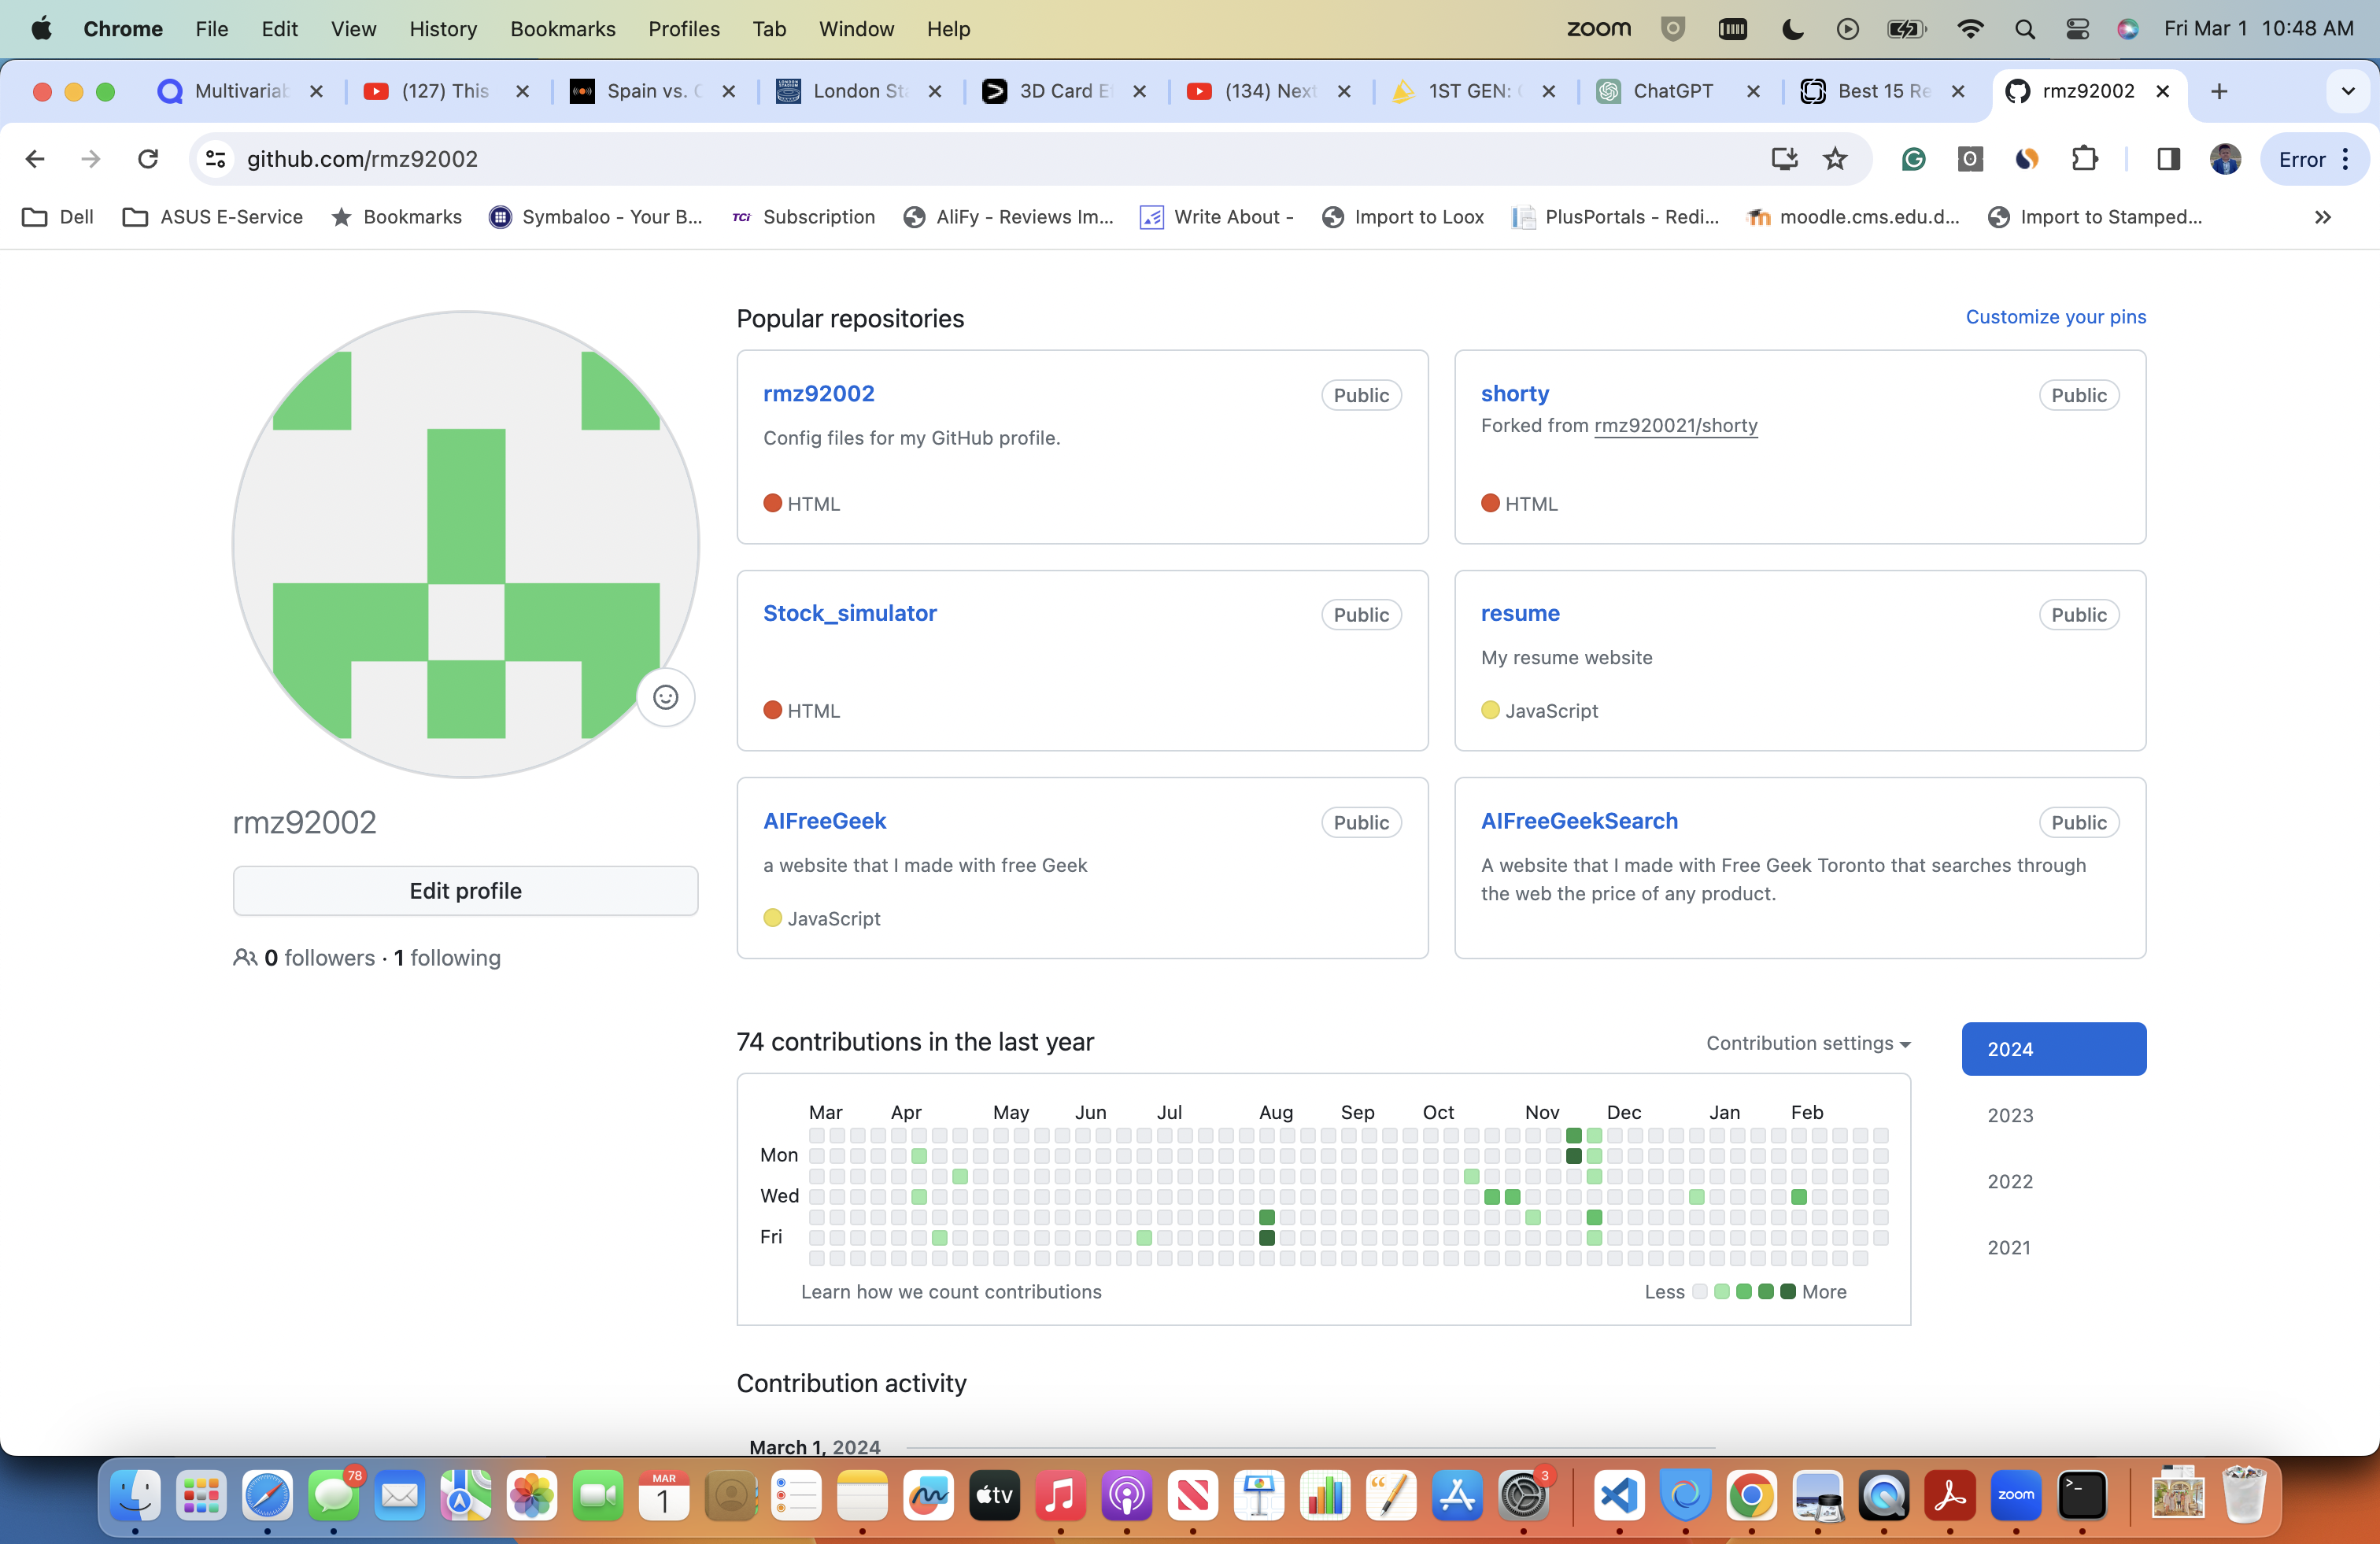 Chrome File Edit View History Bookmarks Profiles Tab Window Help zoom Fri Mar 1 10:48 AM
Multivariab (127) This Spain vs. London Sta 3D Card Ef (134) Next 1ST GEN: ChatGPT Best 15 Re rmz92002
github.com/rmz92002 Error
Dell ASUS E-Service Bookmarks Symbaloo - Your B... TCi Subscription AliFy - Reviews Im... Write About - Import to Loox PlusPortals - Redi... moodle.cms.edu.d... Import to Stamped...
Popular repositories
Customize your pins
rmz92002 Public
Config files for my GitHub profile.
HTML
shorty Public
Forked from rmz920021/shorty
HTML
Stock_simulator Public
HTML
resume Public
My resume website
JavaScript
AIFreeGeek Public
a website that I made with free Geek
JavaScript
AIFreeGeekSearch Public
A website that I made with Free Geek Toronto that searches through
the web the price of any product.
rmz92002
Edit profile
0 followers · 1 following
74 contributions in the last year
Contribution settings
2024
2023
2022
2021
Mar Apr May Jun Jul Aug Sep Oct Nov Dec Jan Feb
Mon
Wed
Fri
Learn how we count contributions
Less More
Contribution activity
March 1, 2024
78
MAR
1
tv
3
zoom